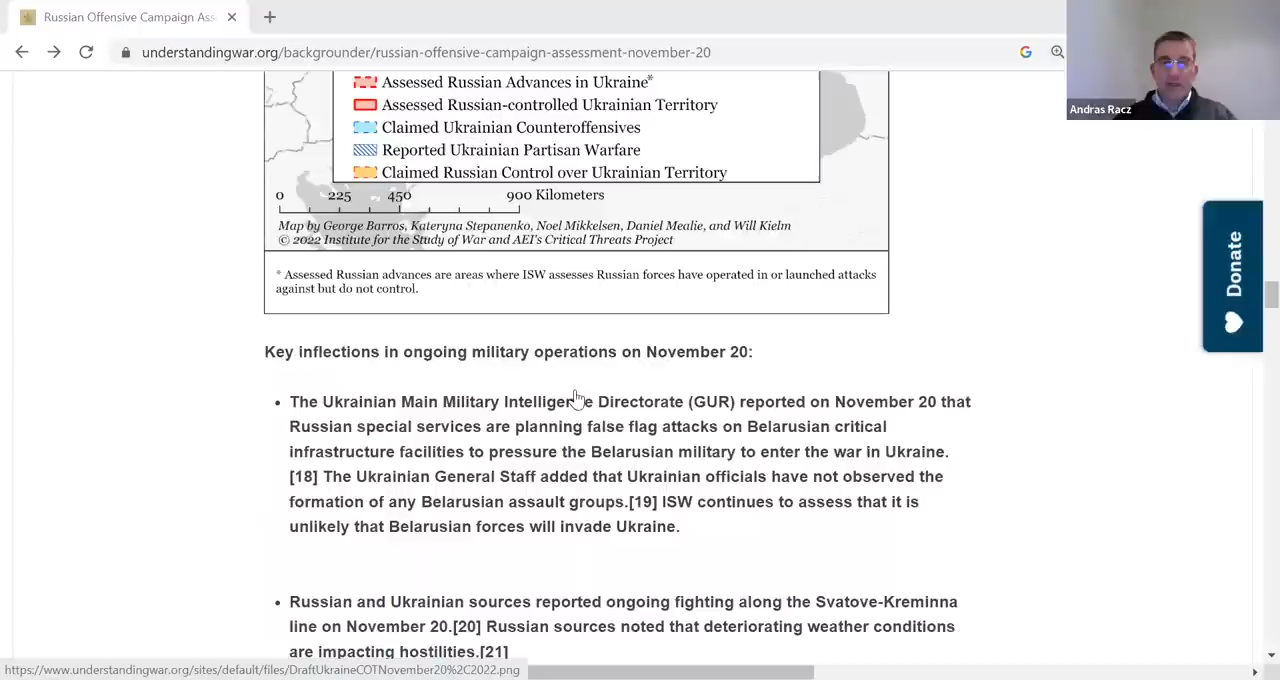 Russian Offensive Campaign Ass
understandingwar.org/backgrounder/russian-offensive-campaign-assessment-november-20
Andras Racz
Assessed Russian Advances in Ukraine*
Assessed Russian-controlled Ukrainian Territory
Claimed Ukrainian Counteroffensives
Reported Ukrainian Partisan Warfare
Claimed Russian Control over Ukrainian Territory
0 225 450 900 Kilometers
Map by George Barros, Kateryna Stepanenko, Noel Mikkelsen, Daniel Mealie, and Will Kielm
© 2022 Institute for the Study of War and AEI's Critical Threats Project
* Assessed Russian advances are areas where ISW assesses Russian forces have operated in or launched attacks
against but do not control.
Donate
Key inflections in ongoing military operations on November 20:
• The Ukrainian Main Military Intelligence Directorate (GUR) reported on November 20 that
Russian special services are planning false flag attacks on Belarusian critical
infrastructure facilities to pressure the Belarusian military to enter the war in Ukraine.
[18] The Ukrainian General Staff added that Ukrainian officials have not observed the
formation of any Belarusian assault groups.[19] ISW continues to assess that it is
unlikely that Belarusian forces will invade Ukraine.
• Russian and Ukrainian sources reported ongoing fighting along the Svatove-Kreminna
line on November 20.[20] Russian sources noted that deteriorating weather conditions
are impacting hostilities.[21]
https://www.understandingwar.org/sites/default/files/DraftUkraineCOTNovember20%2C2022.png